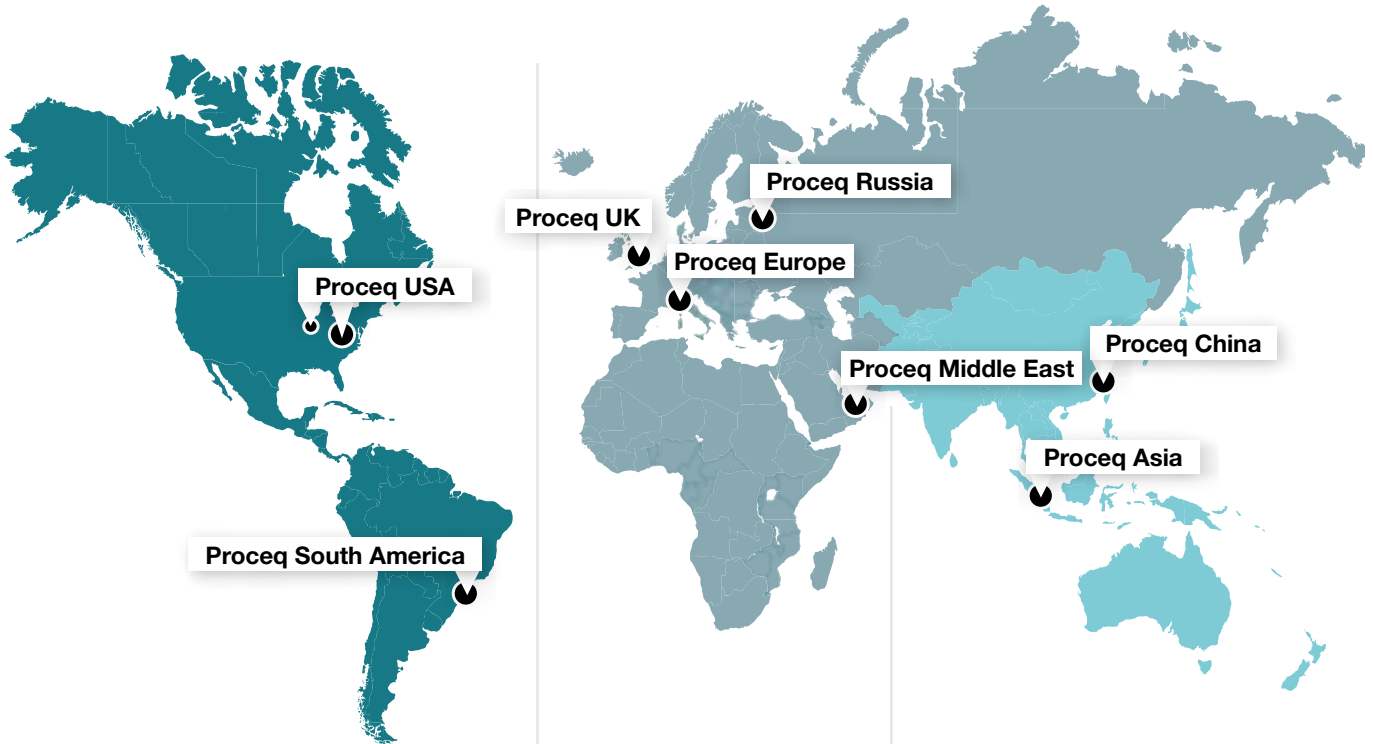 Proceq Russia
Proceq UK
Proceq Europe
Proceq USA
Proceq China
Proceq Middle East
Proceq Asia
Proceq South America